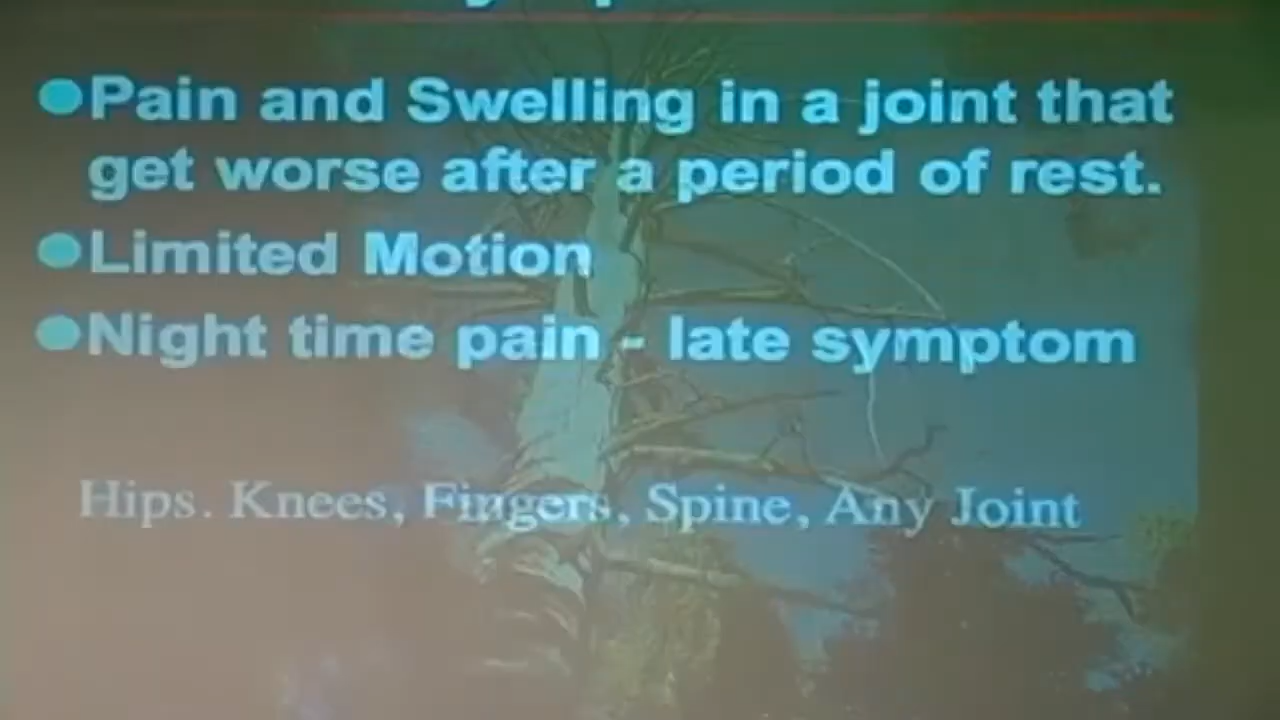 ●Pain and Swelling in a joint that
get worse after a period of rest.
●Limited Motion
●Night time pain - late symptom
Hips. Knees, Fingers, Spine, Any Joint